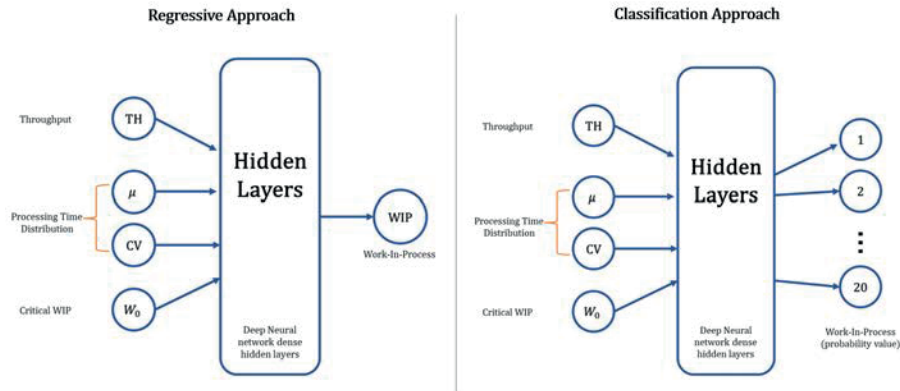 Regressive Approach
Throughput
TH
μ
Processing Time
Distribution
CV
Critical WIP
W₀
Hidden
Layers
Deep Neural
network dense
hidden layers
WIP
Work-In-Process
Classification Approach
Throughput
TH
μ
Processing Time
Distribution
CV
Critical WIP
W₀
Hidden
Layers
Deep Neural
network dense
hidden layers
1
2
⋮
20
Work-In-Process
(probability value)